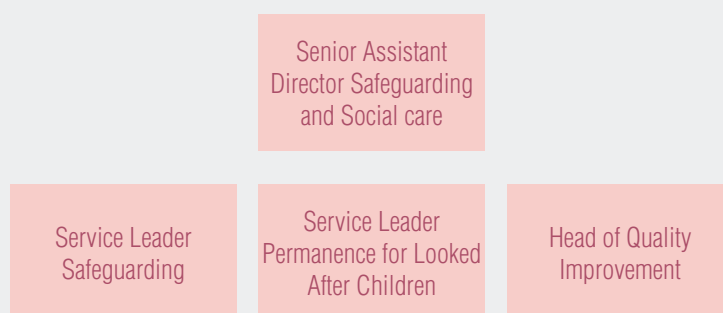 Senior Assistant
Director Safeguarding
and Social care
Service Leader
Safeguarding
Service Leader
Permanence for Looked
After Children
Head of Quality
Improvement